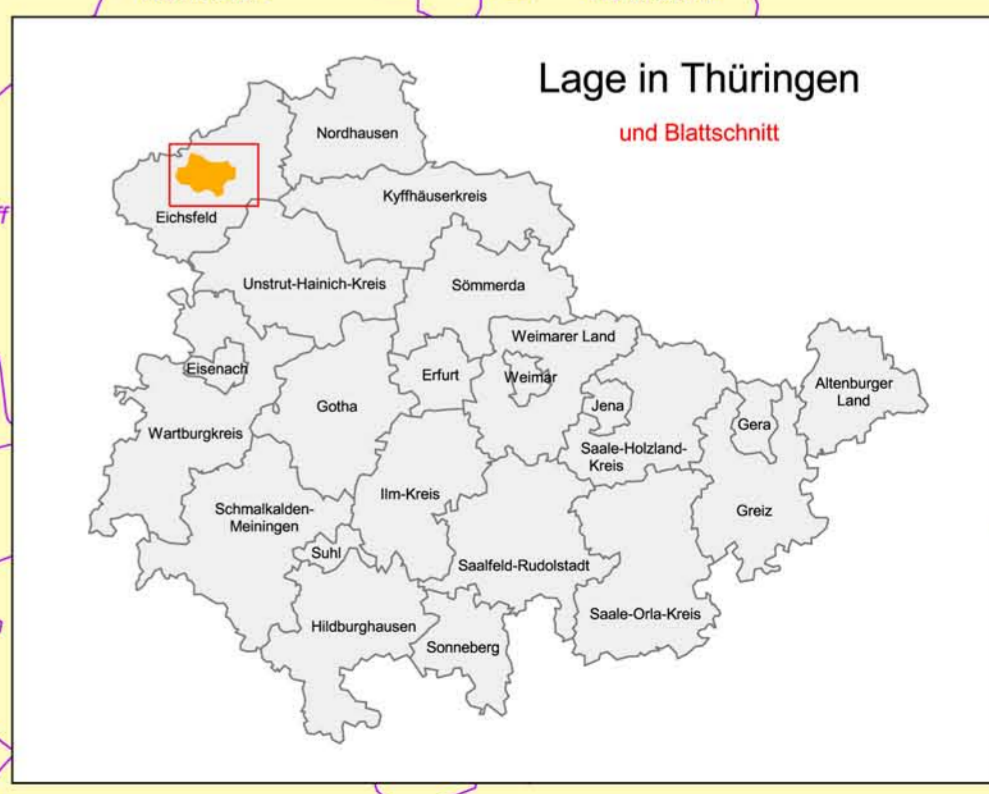 Lage in Thüringen
und Blattschnitt
Nordhausen
Kyffhäuserkreis
Eichsfeld
Unstrut-Hainich-Kreis
Sömmerda
Weimarer Land
Eisenach
Erfurt
Weimar
Altenburger
Land
Gotha
Jena
Gera
Wartburgkreis
Saale-Holzland-
Kreis
Ilm-Kreis
Schmalkalden-
Meiningen
Greiz
Suhl
Saalfeld-Rudolstadt
Saale-Orla-Kreis
Hildburghausen
Sonneberg